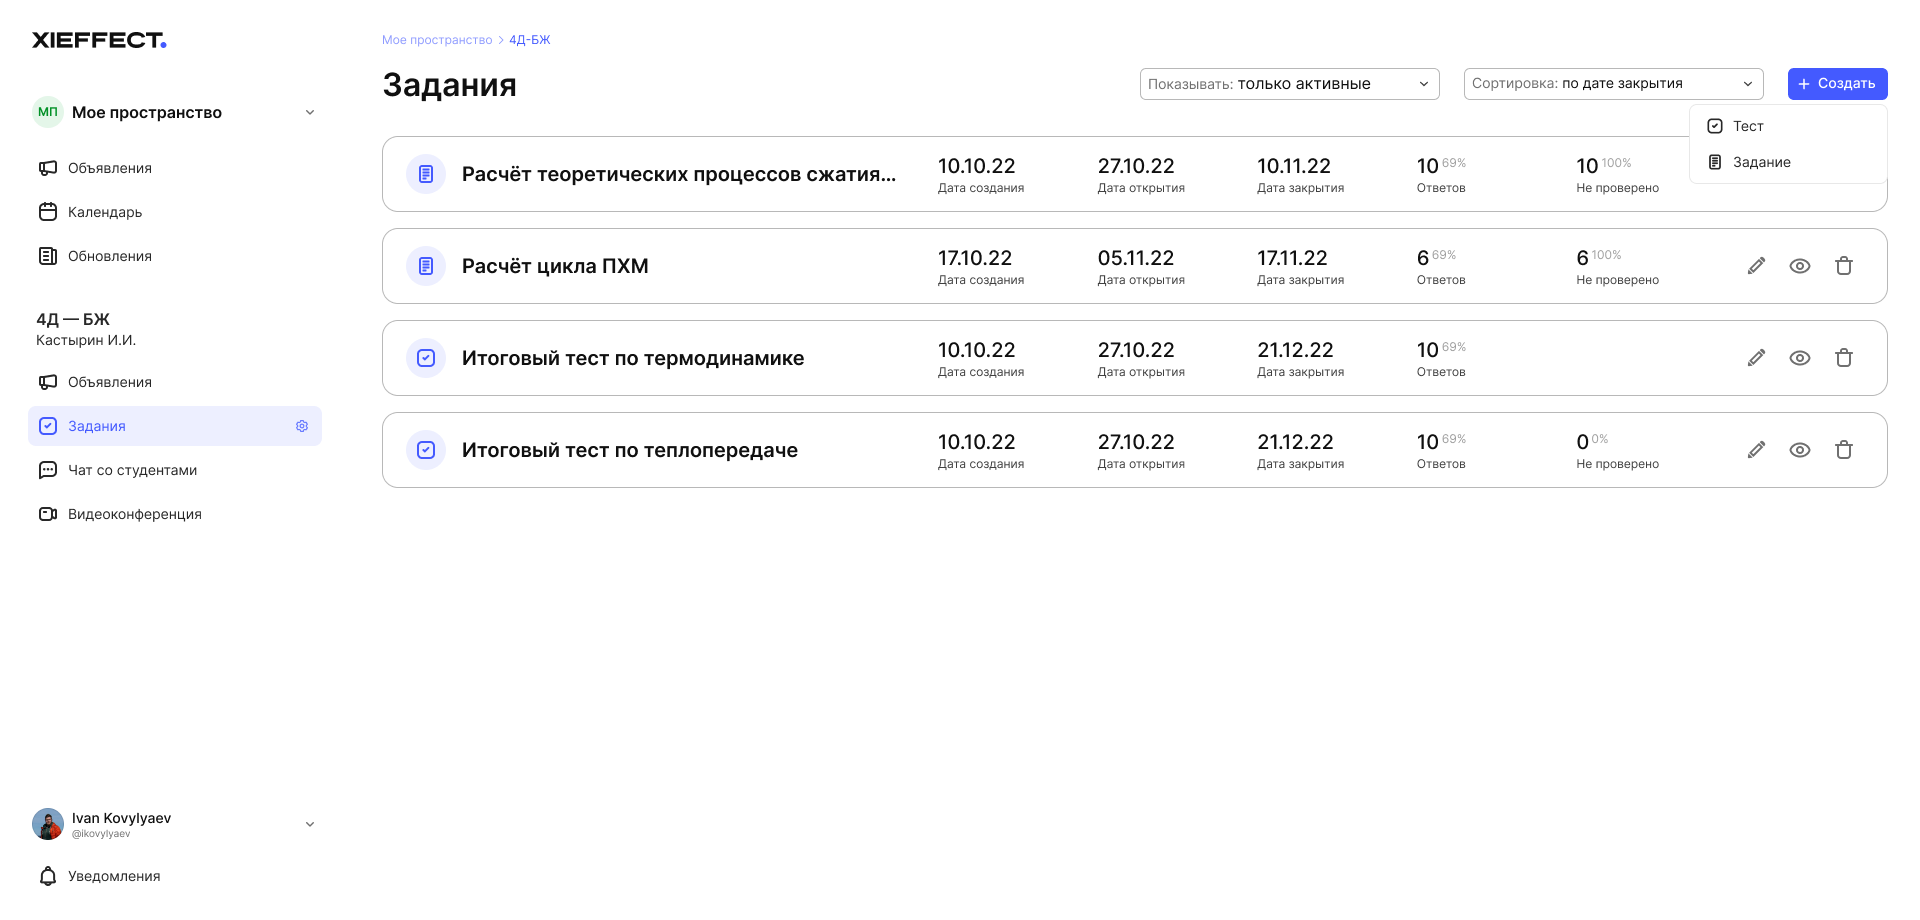 XIEFFECT.
МП Мое пространство
Объявления
Календарь
Обновления
4Д — БЖ
Кастырин И.И.
Объявления
Задания
Чат со студентами
Видеоконференция
Ivan Kovylyaev
@ikovylyaev
Уведомления
Мое пространство > 4Д-БЖ
Задания
Показывать: только активные
Сортировка: по дате закрытия
+ Создать
Тест
Задание
Расчёт теоретических процессов сжатия...
10.10.22
Дата создания
27.10.22
Дата открытия
10.11.22
Дата закрытия
10 69%
Ответов
10 100%
Не проверено
Расчёт цикла ПХМ
17.10.22
Дата создания
05.11.22
Дата открытия
17.11.22
Дата закрытия
6 69%
Ответов
6 100%
Не проверено
Итоговый тест по термодинамике
10.10.22
Дата создания
27.10.22
Дата открытия
21.12.22
Дата закрытия
10 69%
Ответов
Итоговый тест по теплопередаче
10.10.22
Дата создания
27.10.22
Дата открытия
21.12.22
Дата закрытия
10 69%
Ответов
0 0%
Не проверено